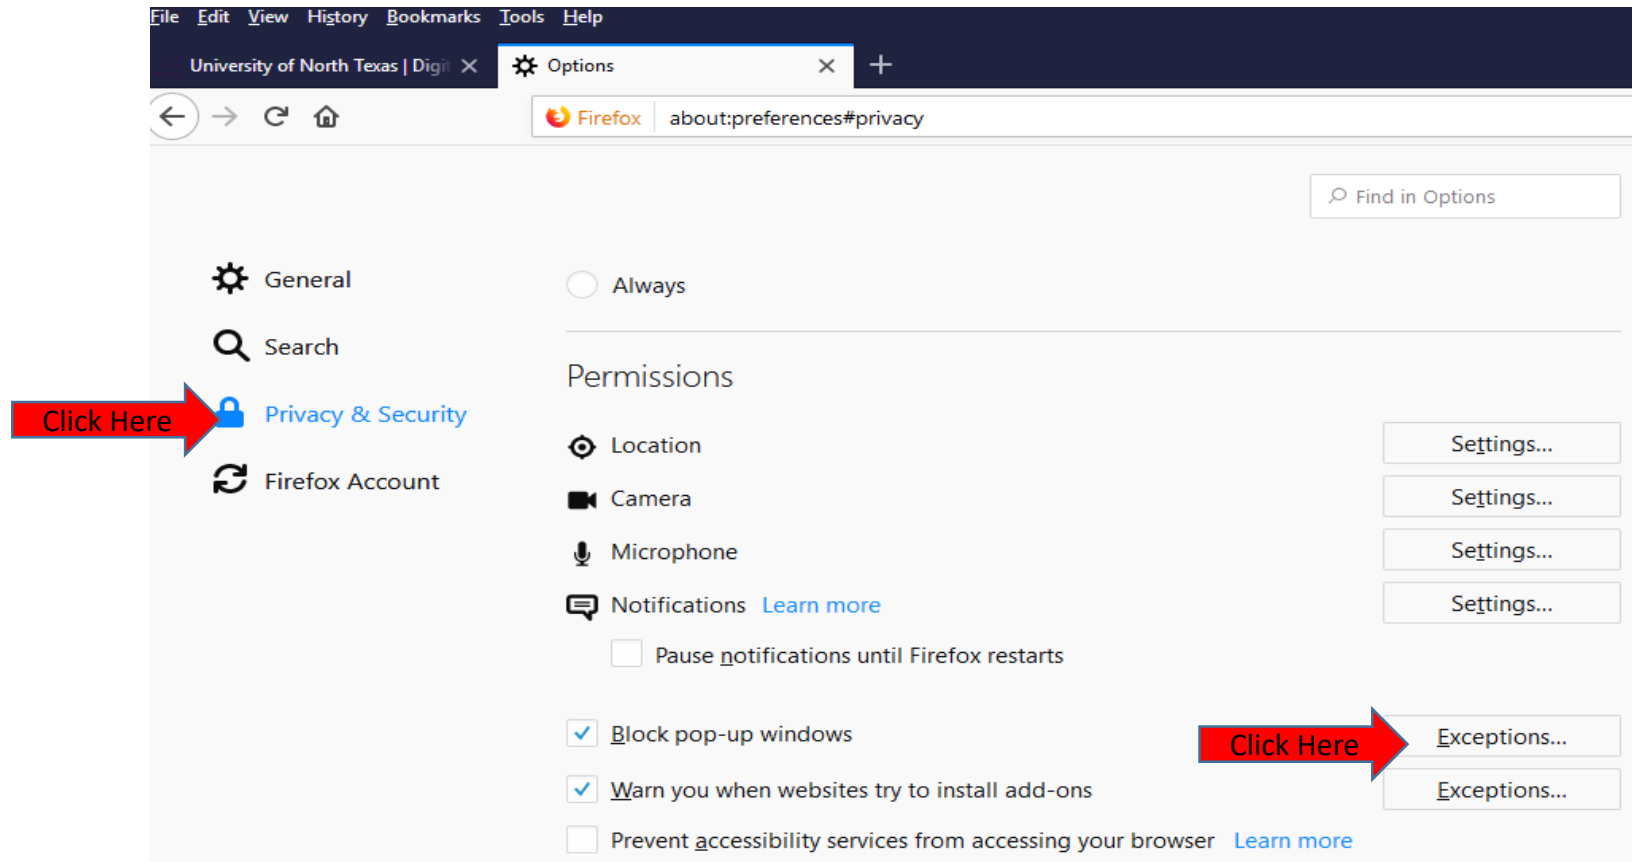 File Edit View History Bookmarks Tools Help
University of North Texas | Digit
Options
Firefox about:preferences#privacy
Find in Options
General
Always
Search
Permissions
Click Here
Privacy & Security
Location Settings...
Firefox Account
Camera Settings...
Microphone Settings...
Notifications Learn more Settings...
Pause notifications until Firefox restarts
Block pop-up windows Click Here Exceptions...
Warn you when websites try to install add-ons Exceptions...
Prevent accessibility services from accessing your browser Learn more